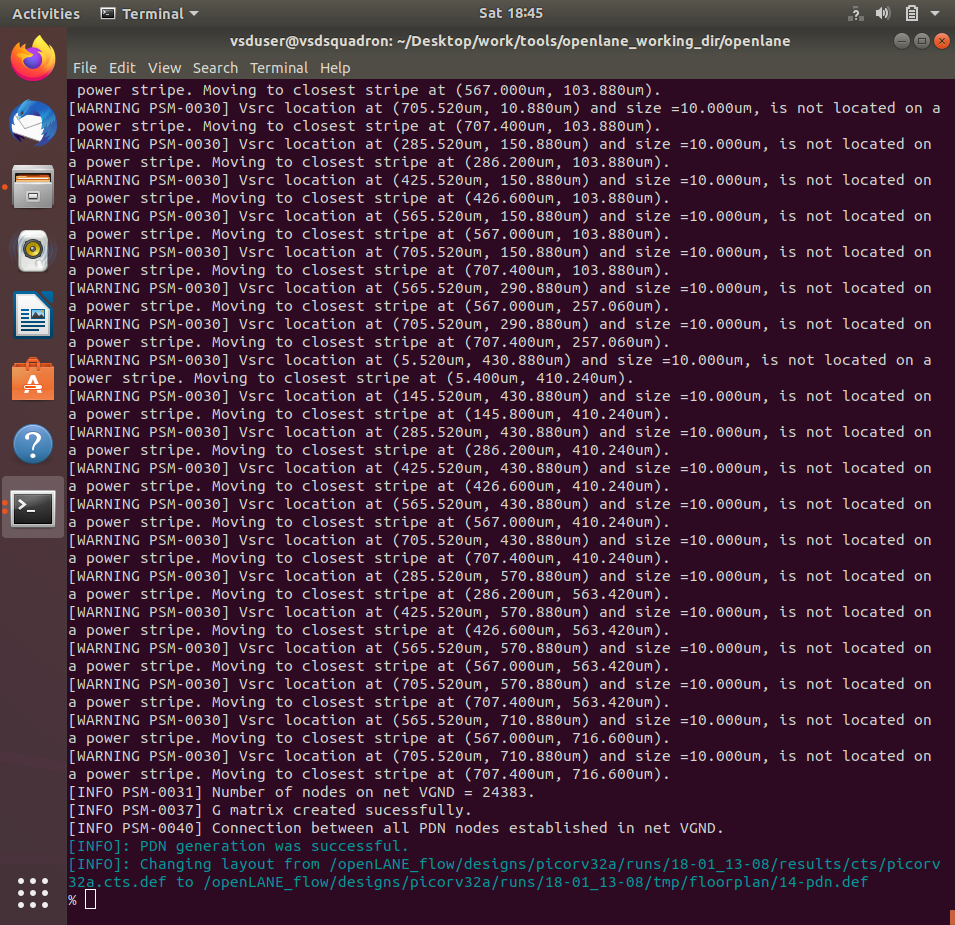 Activities Terminal Sat 18:45
vsduser@vsdsquadron: ~/Desktop/work/tools/openlane_working_dir/openlane
File Edit View Search Terminal Help
 power stripe. Moving to closest stripe at (567.000um, 103.880um).
[WARNING PSM-0030] Vsrc location at (705.520um, 10.880um) and size =10.000um, is not located on a
 power stripe. Moving to closest stripe at (707.400um, 103.880um).
[WARNING PSM-0030] Vsrc location at (285.520um, 150.880um) and size =10.000um, is not located on
a power stripe. Moving to closest stripe at (286.200um, 103.880um).
[WARNING PSM-0030] Vsrc location at (425.520um, 150.880um) and size =10.000um, is not located on
a power stripe. Moving to closest stripe at (426.600um, 103.880um).
[WARNING PSM-0030] Vsrc location at (565.520um, 150.880um) and size =10.000um, is not located on
a power stripe. Moving to closest stripe at (567.000um, 103.880um).
[WARNING PSM-0030] Vsrc location at (705.520um, 150.880um) and size =10.000um, is not located on
a power stripe. Moving to closest stripe at (707.400um, 103.880um).
[WARNING PSM-0030] Vsrc location at (565.520um, 290.880um) and size =10.000um, is not located on
a power stripe. Moving to closest stripe at (567.000um, 257.060um).
[WARNING PSM-0030] Vsrc location at (705.520um, 290.880um) and size =10.000um, is not located on
a power stripe. Moving to closest stripe at (707.400um, 257.060um).
[WARNING PSM-0030] Vsrc location at (5.520um, 430.880um) and size =10.000um, is not located on a
power stripe. Moving to closest stripe at (5.400um, 410.240um).
[WARNING PSM-0030] Vsrc location at (145.520um, 430.880um) and size =10.000um, is not located on
a power stripe. Moving to closest stripe at (145.800um, 410.240um).
[WARNING PSM-0030] Vsrc location at (285.520um, 430.880um) and size =10.000um, is not located on
a power stripe. Moving to closest stripe at (286.200um, 410.240um).
[WARNING PSM-0030] Vsrc location at (425.520um, 430.880um) and size =10.000um, is not located on
a power stripe. Moving to closest stripe at (426.600um, 410.240um).
[WARNING PSM-0030] Vsrc location at (565.520um, 430.880um) and size =10.000um, is not located on
a power stripe. Moving to closest stripe at (567.000um, 410.240um).
[WARNING PSM-0030] Vsrc location at (705.520um, 430.880um) and size =10.000um, is not located on
a power stripe. Moving to closest stripe at (707.400um, 410.240um).
[WARNING PSM-0030] Vsrc location at (285.520um, 570.880um) and size =10.000um, is not located on
a power stripe. Moving to closest stripe at (286.200um, 563.420um).
[WARNING PSM-0030] Vsrc location at (425.520um, 570.880um) and size =10.000um, is not located on
a power stripe. Moving to closest stripe at (426.600um, 563.420um).
[WARNING PSM-0030] Vsrc location at (565.520um, 570.880um) and size =10.000um, is not located on
a power stripe. Moving to closest stripe at (567.000um, 563.420um).
[WARNING PSM-0030] Vsrc location at (705.520um, 570.880um) and size =10.000um, is not located on
a power stripe. Moving to closest stripe at (707.400um, 563.420um).
[WARNING PSM-0030] Vsrc location at (565.520um, 710.880um) and size =10.000um, is not located on
a power stripe. Moving to closest stripe at (567.000um, 716.600um).
[WARNING PSM-0030] Vsrc location at (705.520um, 710.880um) and size =10.000um, is not located on
a power stripe. Moving to closest stripe at (707.400um, 716.600um).
[INFO PSM-0031] Number of nodes on net VGND = 24383.
[INFO PSM-0037] G matrix created sucessfully.
[INFO PSM-0040] Connection between all PDN nodes established in net VGND.
[INFO]: PDN generation was successful.
[INFO]: Changing layout from /openLANE_flow/designs/picorv32a/runs/18-01_13-08/results/cts/picorv
32a.cts.def to /openLANE_flow/designs/picorv32a/runs/18-01_13-08/tmp/floorplan/14-pdn.def
%